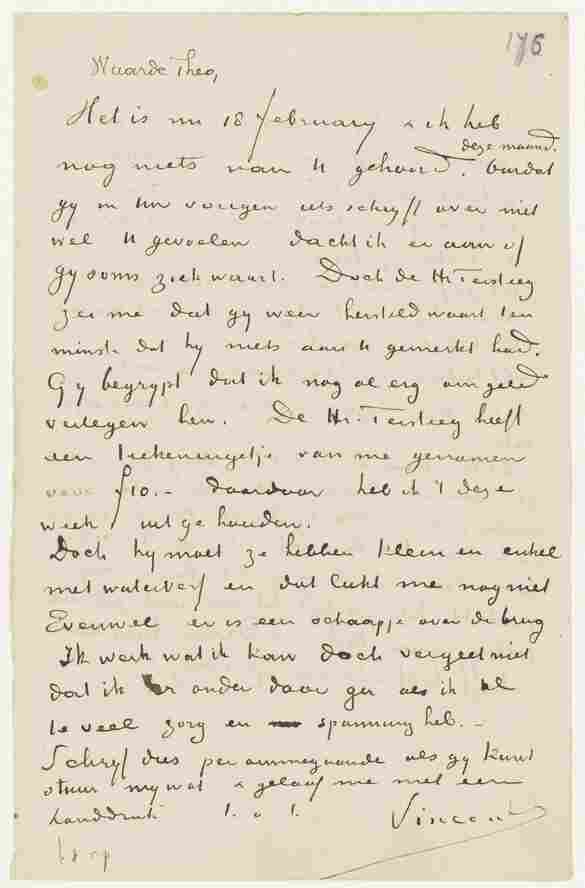 176
Waarde Theo,
Het is nu 18 February & ik heb
deze maand.
nog niets van U gehoord. Omdat
gy in Uw vorigen iets schryft over niet
wel U gevoelen dacht ik er aan of
gy soms ziek waart. Doch de Hr Tersteeg
zei me dat gy weer hersteld waart ten
minste dat hy niets aan U gemerkt had.
Gy begrypt dat ik nog al erg om geld
verlegen ben. De Hr. Tersteeg heeft
een teekeningetje van me genomen
voor f10.- daardoor heb ik 't deze
week uitgehouden.
Doch hy moet ze hebben klein en enkel
met waterverf en dat lukt me nog niet
Evenwel er is een schaapje over de brug
Ik werk wat ik kan doch vergeet niet
dat ik er onder door ga als ik al
te veel zorg en spanning heb. -
Schryf dus per ommegaande als gy kunt
stuur my wat & geloof me met een
handdruk t. à t. Vincent